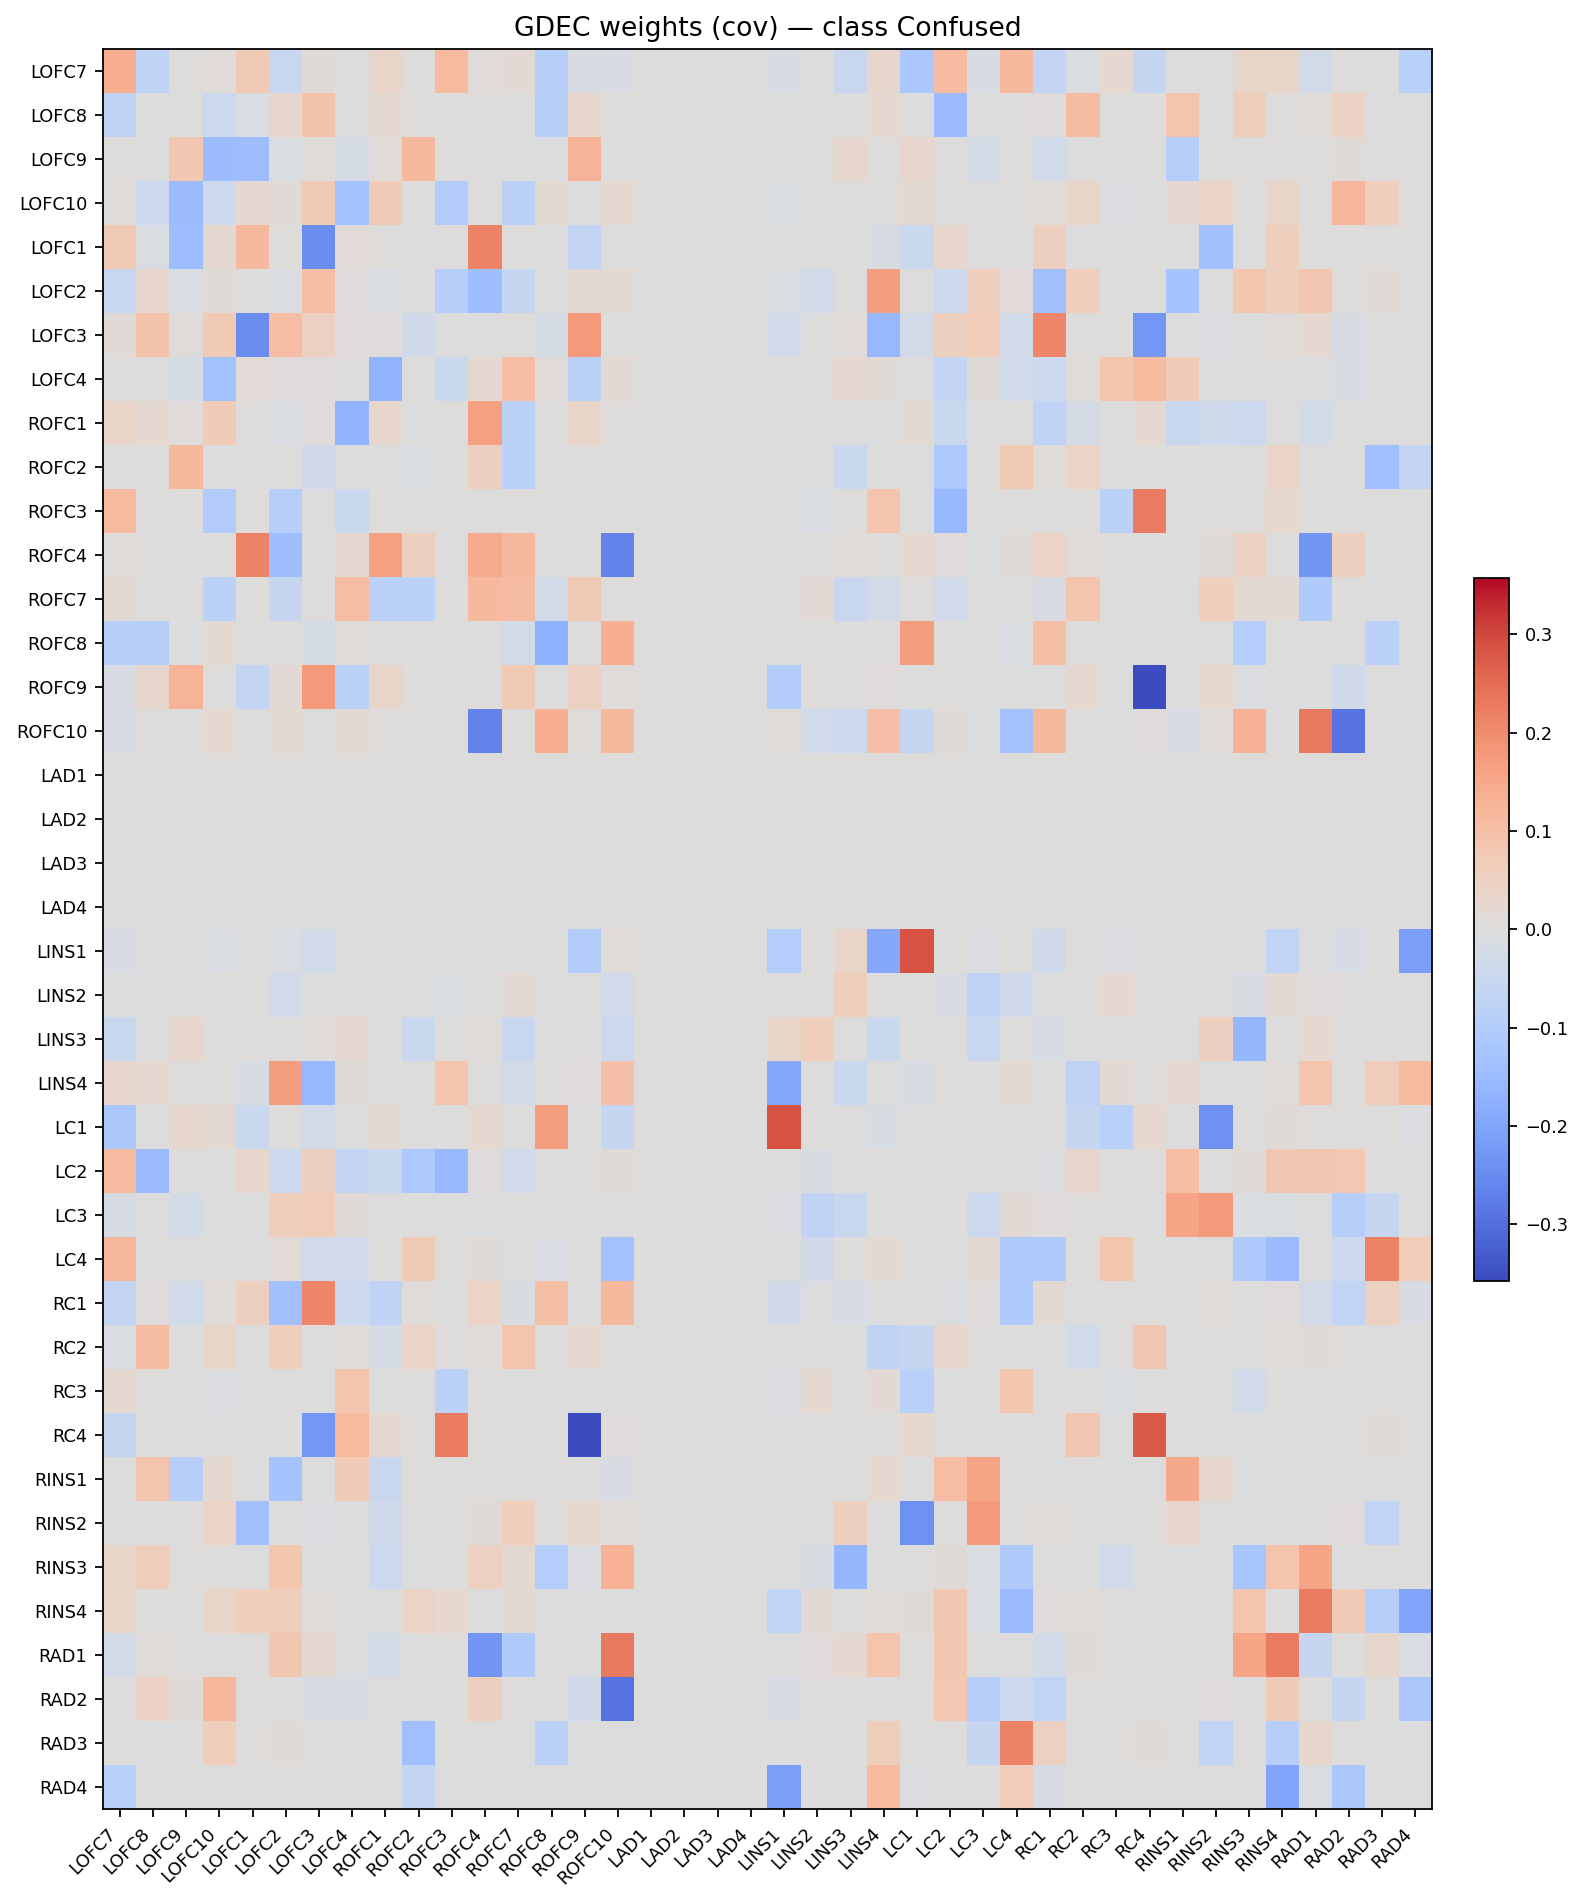 GDEC weights (cov) — class Confused
LOFC7
LOFC8
LOFC9
LOFC10
LOFC1
LOFC2
LOFC3
LOFC4
ROFC1
ROFC2
ROFC3
ROFC4
ROFC7
ROFC8
ROFC9
ROFC10
LAD1
LAD2
LAD3
LAD4
LINS1
LINS2
LINS3
LINS4
LC1
LC2
LC3
LC4
RC1
RC2
RC3
RC4
RINS1
RINS2
RINS3
RINS4
RAD1
RAD2
RAD3
RAD4
LOFC7
LOFC8
LOFC9
LOFC10
LOFC1
LOFC2
LOFC3
LOFC4
ROFC1
ROFC2
ROFC3
ROFC4
ROFC7
ROFC8
ROFC9
ROFC10
LAD1
LAD2
LAD3
LAD4
LINS1
LINS2
LINS3
LINS4
LC1
LC2
LC3
LC4
RC1
RC2
RC3
RC4
RINS1
RINS2
RINS3
RINS4
RAD1
RAD2
RAD3
RAD4
0.3
0.2
0.1
0.0
−0.1
−0.2
−0.3